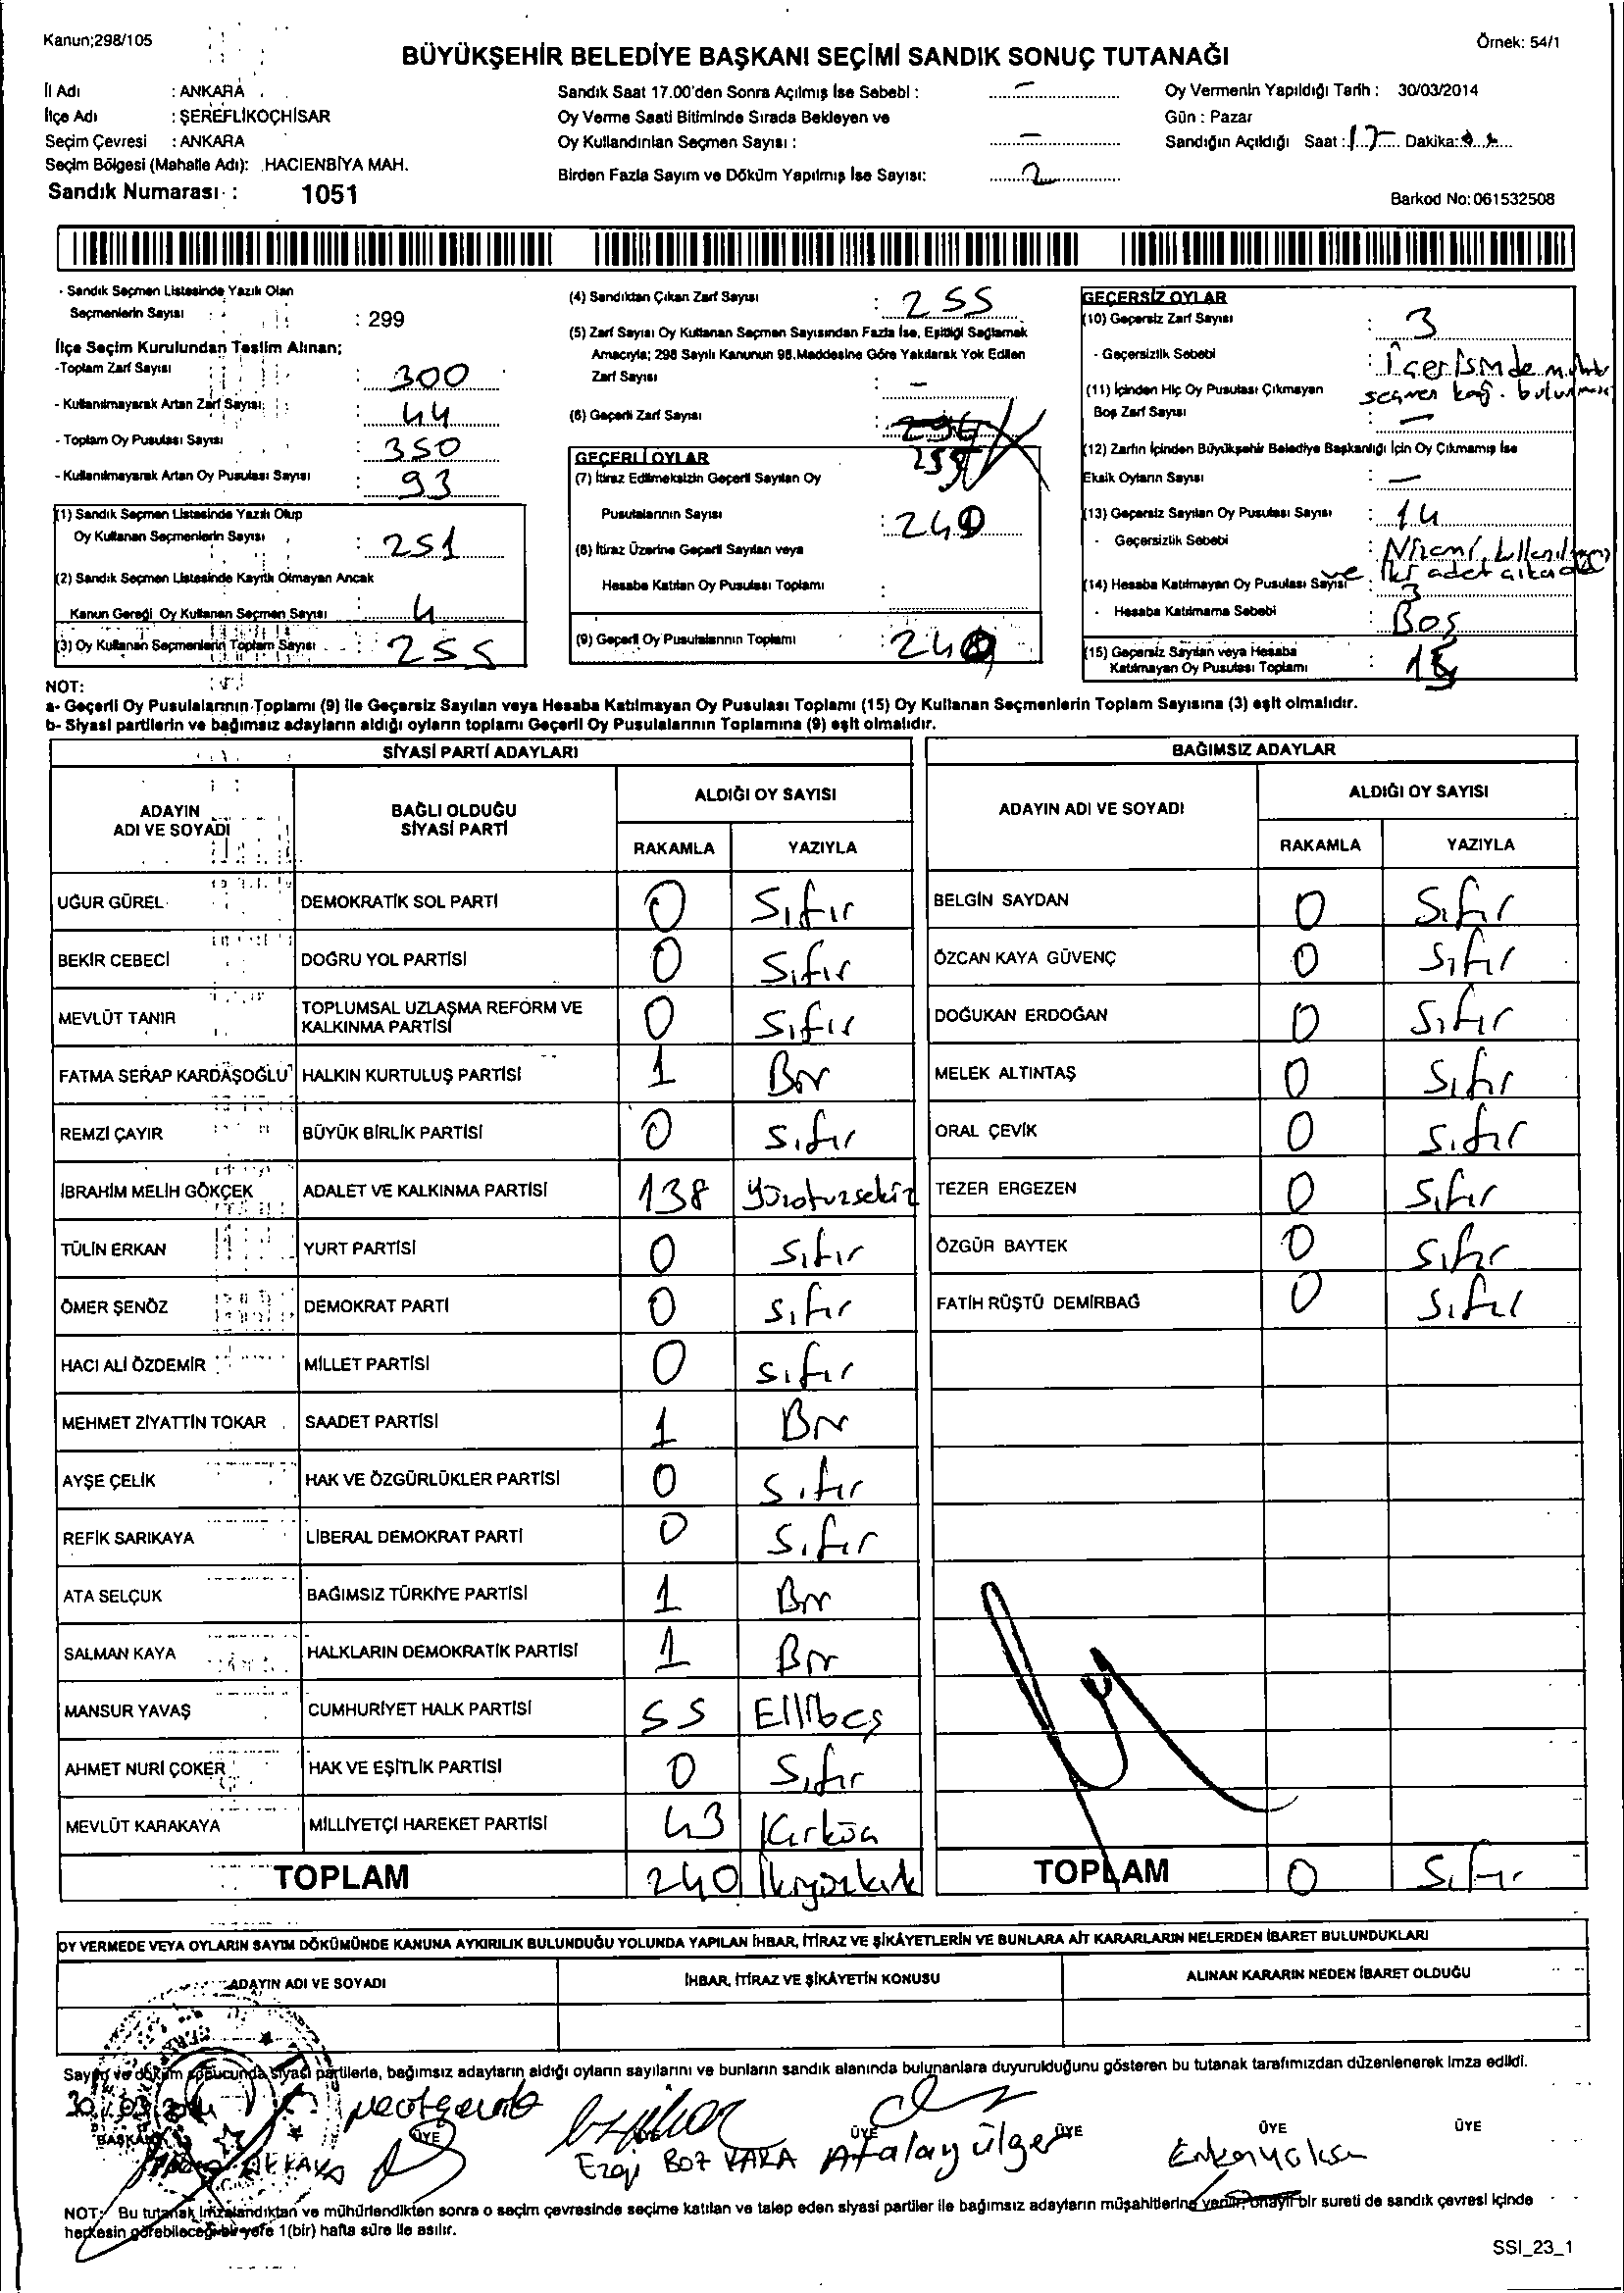 Kanun;298/105
Örnek: 54/1
BÜYÜKŞEHİR BELEDİYE BAŞKANI SEÇİMİ SANDIK SONUÇ TUTANAĞI
İl Adı : ANKARA
İlçe Adı : ŞEREFLİKOÇHİSAR
Seçim Çevresi : ANKARA
Seçim Bölgesi (Mahalle Adı): HACIENBİYA MAH.
Sandık Numarası : 1051
Sandık Saat 17.00'den Sonra Açılmış İse Sebebi : –
Oy Verme Saati Bitiminde Sırada Bekleyen ve
Oy Kullandırılan Seçmen Sayısı : –
Birden Fazla Sayım ve Döküm Yapılmış İse Sayısı: 2
Oy Vermenin Yapıldığı Tarih : 30/03/2014
Gün : Pazar
Sandığın Açıldığı Saat : 17 Dakika:
Barkod No: 061532508
- Sandık Seçmen Listesinde Yazılı Olan
Seçmenlerin Sayısı : 299
İlçe Seçim Kurulundan Teslim Alınan;
-Toplam Zarf Sayısı : 300
- Kullanılmayarak Artan Zarf Sayısı : 44
- Toplam Oy Pusulası Sayısı : 350
- Kullanılmayarak Artan Oy Pusulası Sayısı : 93
(1) Sandık Seçmen Listesinde Yazılı Olup
Oy Kullanan Seçmenlerin Sayısı : 251
(2) Sandık Seçmen Listesinde Kayıtlı Olmayan Ancak
Kanun Gereği Oy Kullanan Seçmen Sayısı : 4
(3) Oy Kullanan Seçmenlerin Toplam Sayısı : 255
(4) Sandıktan Çıkan Zarf Sayısı : 255
(5) Zarf Sayısı Oy Kullanan Seçmen Sayısından Fazla İse, Eşitliği Sağlamak
Amacıyla; 298 Sayılı Kanunun 98.Maddesine Göre Yakılarak Yok Edilen
Zarf Sayısı : –
(6) Geçerli Zarf Sayısı :
GEÇERLİ OYLAR
(7) İtiraz Edilmeksizin Geçerli Sayılan Oy
Pusulalarının Sayısı : 240
(8) İtiraz Üzerine Geçerli Sayılan veya
Hesaba Katılan Oy Pusulası Toplamı :
(9) Geçerli Oy Pusulalarının Toplamı : 240
GEÇERSİZ OYLAR
(10) Geçersiz Zarf Sayısı : 3
- Geçersizlik Sebebi : İçerisinde
(11) İçinden Hiç Oy Pusulası Çıkmayan
Boş Zarf Sayısı : –
(12) Zarfın İçinden Büyükşehir Belediye Başkanlığı İçin Oy Çıkmamış İse
Eksik Oyların Sayısı : –
(13) Geçersiz Sayılan Oy Pusulası Sayısı : 14
- Geçersizlik Sebebi :
(14) Hesaba Katılmayan Oy Pusulası Sayısı :
- Hesaba Katılmama Sebebi : Boş
(15) Geçersiz Sayılan veya Hesaba
Katılmayan Oy Pusulası Toplamı : 15
NOT:
a- Geçerli Oy Pusulalarının Toplamı (9) ile Geçersiz Sayılan veya Hesaba Katılmayan Oy Pusulası Toplamı (15) Oy Kullanan Seçmenlerin Toplam Sayısına (3) eşit olmalıdır.
b- Siyasi partilerin ve bağımsız adayların aldığı oyların toplamı Geçerli Oy Pusulalarının Toplamına (9) eşit olmalıdır.
SİYASİ PARTİ ADAYLARI
ADAYIN ADI VE SOYADI BAĞLI OLDUĞU SİYASİ PARTİ ALDIĞI OY SAYISI
RAKAMLA YAZIYLA
UĞUR GÜREL DEMOKRATİK SOL PARTİ 0 Sıfır
BEKİR CEBECİ DOĞRU YOL PARTİSİ 0 Sıfır
MEVLÜT TANIR TOPLUMSAL UZLAŞMA REFORM VE KALKINMA PARTİSİ 0 Sıfır
FATMA SERAP KARDAŞOĞLU HALKIN KURTULUŞ PARTİSİ 1 Bir
REMZİ ÇAYIR BÜYÜK BİRLİK PARTİSİ 0 Sıfır
İBRAHİM MELİH GÖKÇEK ADALET VE KALKINMA PARTİSİ 138 Yüzotuzsekiz
TÜLİN ERKAN YURT PARTİSİ 0 Sıfır
ÖMER ŞENÖZ DEMOKRAT PARTİ 0 Sıfır
HACI ALİ ÖZDEMİR MİLLET PARTİSİ 0 Sıfır
MEHMET ZİYATTİN TOKAR SAADET PARTİSİ 1 Bir
AYŞE ÇELİK HAK VE ÖZGÜRLÜKLER PARTİSİ 0 Sıfır
REFİK SARIKAYA LİBERAL DEMOKRAT PARTİ 0 Sıfır
ATA SELÇUK BAĞIMSIZ TÜRKİYE PARTİSİ 1 Bir
SALMAN KAYA HALKLARIN DEMOKRATİK PARTİSİ 1 Bir
MANSUR YAVAŞ CUMHURİYET HALK PARTİSİ 55 Ellibeş
AHMET NURİ ÇOKER HAK VE EŞİTLİK PARTİSİ 0 Sıfır
MEVLÜT KARAKAYA MİLLİYETÇİ HAREKET PARTİSİ 43 Kırküç
TOPLAM 240 İkiyüzkırk
BAĞIMSIZ ADAYLAR
ADAYIN ADI VE SOYADI ALDIĞI OY SAYISI
RAKAMLA YAZIYLA
BELGİN SAYDAN 0 Sıfır
ÖZCAN KAYA GÜVENÇ 0 Sıfır
DOĞUKAN ERDOĞAN 0 Sıfır
MELEK ALTINTAŞ 0 Sıfır
ORAL ÇEVİK 0 Sıfır
TEZER ERGEZEN 0 Sıfır
ÖZGÜR BAYTEK 0 Sıfır
FATİH RÜŞTÜ DEMİRBAĞ 0 Sıfır
TOPLAM 0 Sıfır
OY VERMEDE VEYA OYLARIN SAYIM DÖKÜMÜNDE KANUNA AYKIRILIK BULUNDUĞU YOLUNDA YAPILAN İHBAR, İTİRAZ VE ŞİKÂYETLERİN VE BUNLARA AİT KARARLARIN NELERDEN İBARET BULUNDUKLARI
ADAYIN ADI VE SOYADI İHBAR, İTİRAZ VE ŞİKÂYETİN KONUSU ALINAN KARARIN NEDEN İBARET OLDUĞU
Sayım ve döküm sonucunda siyasi partilerle, bağımsız adayların aldığı oyların sayılarını ve bunların sandık alanında bulunanlara duyurulduğunu gösteren bu tutanak tarafımızdan düzenlenerek imza edildi.
30/03/2014
BAŞKAN ÜYE ÜYE ÜYE ÜYE ÜYE ÜYE
Ezgi BOZKARA Atalay Ülger
NOT: Bu tutanak imzalandıktan ve mühürlendikten sonra o seçim çevresinde seçime katılan ve talep eden siyasi partiler ile bağımsız adayların müşahitlerine verilir, onaylı bir sureti de sandık çevresi içinde
herkesin görebileceği bir yere 1(bir) hafta süre ile asılır.
SSI_23_1